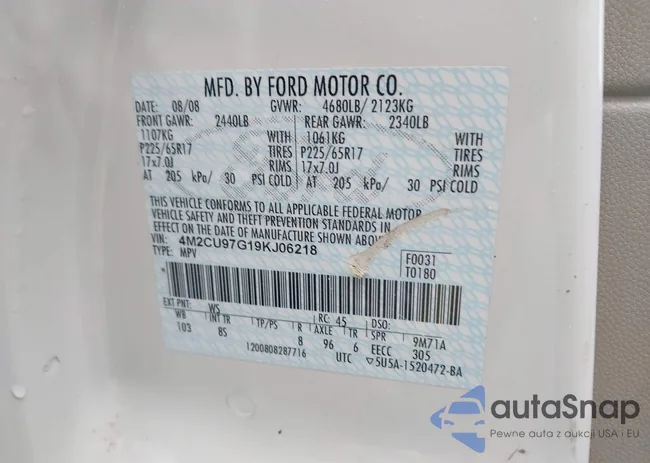 MFD. BY FORD MOTOR CO.
DATE: 08/08 GVWR: 4680LB/ 2123KG
FRONT GAWR: 2440LB REAR GAWR: 2340LB
1107KG WITH 1061KG WITH
P225/65R17 TIRES P225/65R17 TIRES
17x7.0J RIMS 17x7.0J RIMS
AT 205 kPa/ 30 PSI COLD AT 205 kPa/ 30 PSI COLD
THIS VEHICLE CONFORMS TO ALL APPLICABLE FEDERAL MOTOR
VEHICLE SAFETY AND THEFT PREVENTION STANDARDS IN
EFFECT ON THE DATE OF MANUFACTURE SHOWN ABOVE
VIN: 4M2CU97G19KJ06218 F0031
TYPE: MPV T0180
EXT PNT: WS RC: 45 DSO:
WB INT TR TP/PS R AXLE TR SPR 9M71A
103 85 8 96 6 EECC 305
1200808287716 UTC ▽5U5A-1520472-BA
autaSnap
Pewne auta z aukcji USA i EU